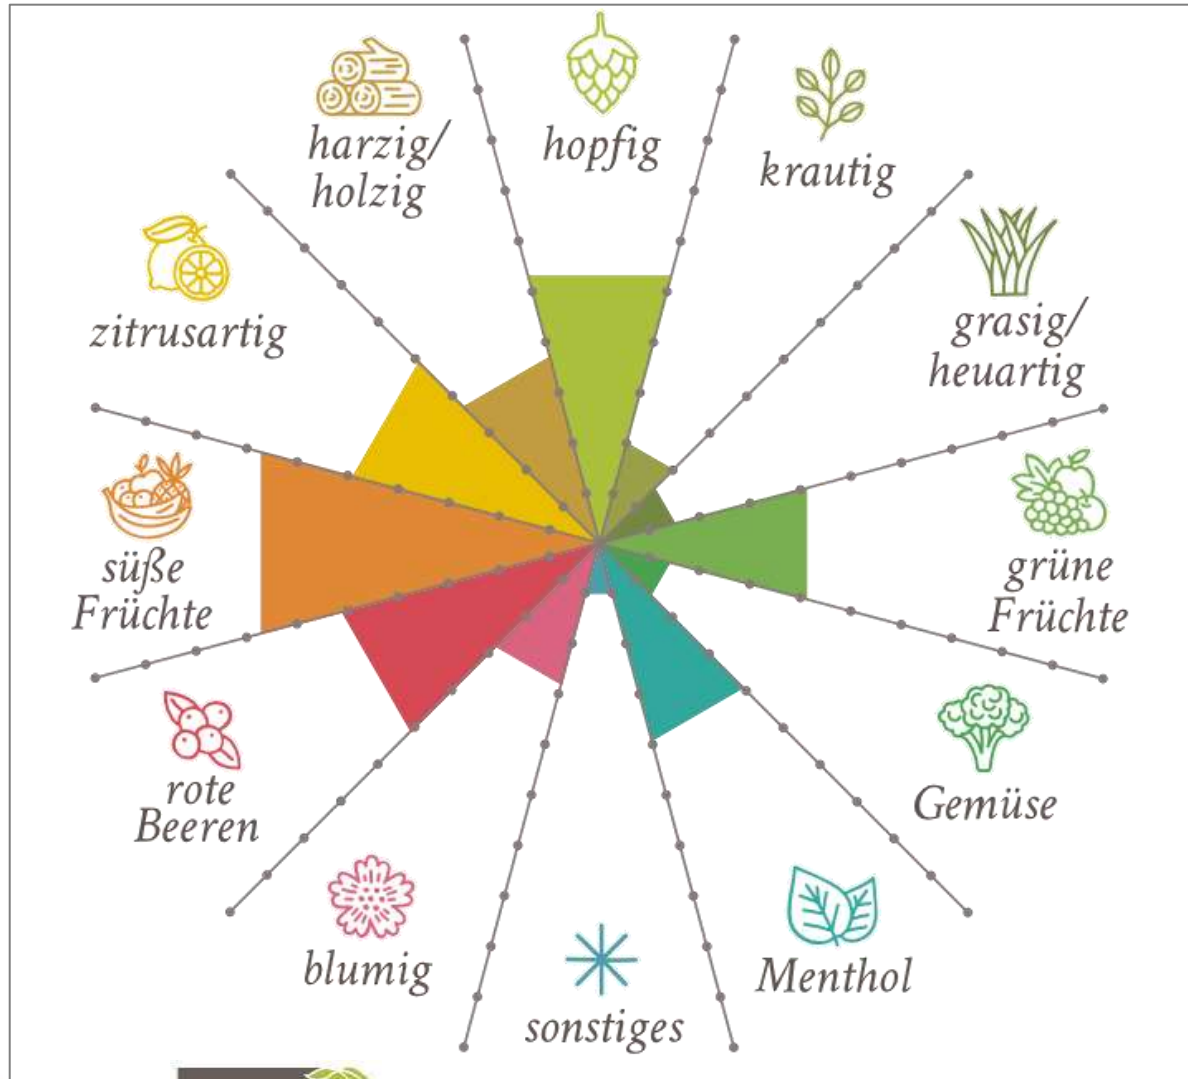 hopfig
krautig
grasig/
heuartig
grüne
Früchte
Gemüse
Menthol
sonstiges
blumig
rote
Beeren
süße
Früchte
zitrusartig
harzig/
holzig